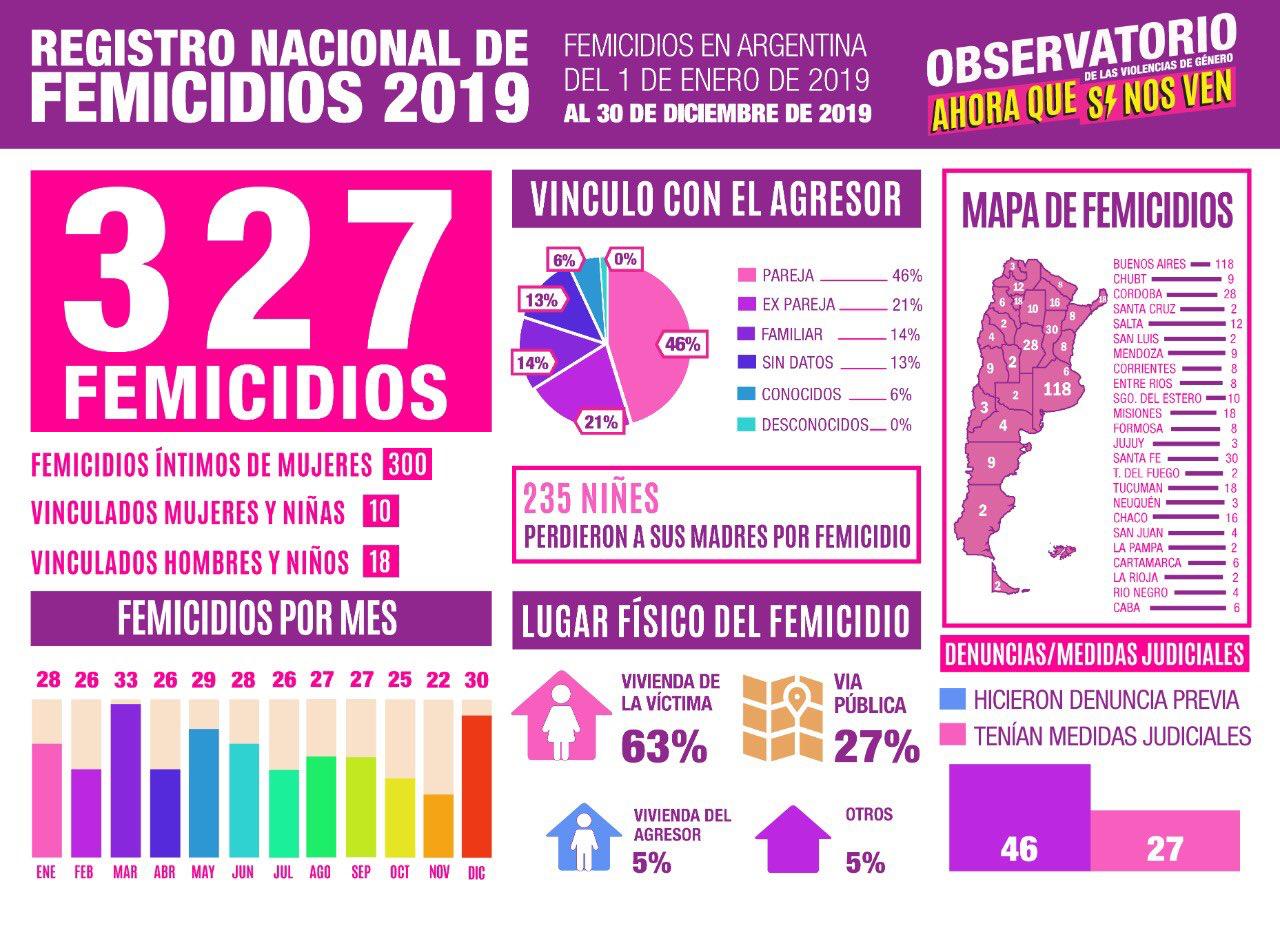 REGISTRO NACIONAL DE
FEMICIDIOS 2019
FEMICIDIOS EN ARGENTINA
DEL 1 DE ENERO DE 2019
AL 30 DE DICIEMBRE DE 2019
OBSERVATORIO
DE LAS VIOLENCIAS DE GÉNERO
AHORA QUE SI NOS VEN
327
FEMICIDIOS
FEMICIDIOS ÍNTIMOS DE MUJERES 300
VINCULADOS MUJERES Y NIÑAS 10
VINCULADOS HOMBRES Y NIÑOS 18
FEMICIDIOS POR MES
28 26 33 26 29 28 26 27 27 25 22 30
ENE FEB MAR ABR MAY JUN JUL AGO SEP OCT NOV DIC
VINCULO CON EL AGRESOR
6%
0%
13%
14%
21%
46%
PAREJA 46%
EX PAREJA 21%
FAMILIAR 14%
SIN DATOS 13%
CONOCIDOS 6%
DESCONOCIDOS 0%
235 NIÑES
PERDIERON A SUS MADRES POR FEMICIDIO
LUGAR FÍSICO DEL FEMICIDIO
VIVIENDA DE
LA VÍCTIMA
63%
VIA
PÚBLICA
27%
VIVIENDA DEL
AGRESOR
5%
OTROS
5%
MAPA DE FEMICIDIOS
3
12
8
6
18
10
16
18
8
2
30
4
28
8
9
2
6
2
118
3
4
9
2
2
BUENOS AIRES 118
CHUBT 9
CORDOBA 28
SANTA CRUZ 2
SALTA 12
SAN LUIS 2
MENDOZA 9
CORRIENTES 8
ENTRE RIOS 8
SGO. DEL ESTERO 10
MISIONES 18
FORMOSA 8
JUJUY 3
SANTA FE 30
T. DEL FUEGO 2
TUCUMAN 18
NEUQUÉN 3
CHACO 16
SAN JUAN 4
LA PAMPA 2
CARTAMARCA 6
LA RIOJA 2
RIO NEGRO 4
CABA 6
DENUNCIAS/MEDIDAS JUDICIALES
HICIERON DENUNCIA PREVIA
TENÍAN MEDIDAS JUDICIALES
46
27